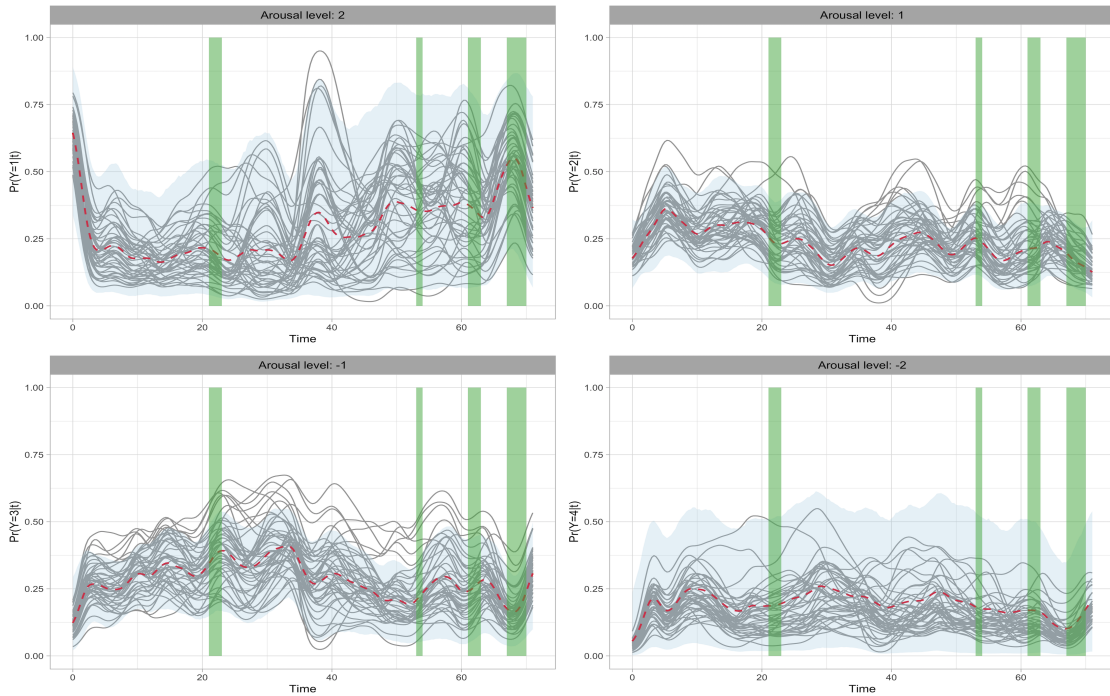 Arousal level: 2
Pr(Y=1|t)
1.00
0.75
0.50
0.25
0.00
0 20 40 60
Time
Arousal level: 1
Pr(Y=2|t)
1.00
0.75
0.50
0.25
0.00
0 20 40 60
Time
Arousal level: -1
Pr(Y=3|t)
1.00
0.75
0.50
0.25
0.00
0 20 40 60
Time
Arousal level: -2
Pr(Y=4|t)
1.00
0.75
0.50
0.25
0.00
0 20 40 60
Time